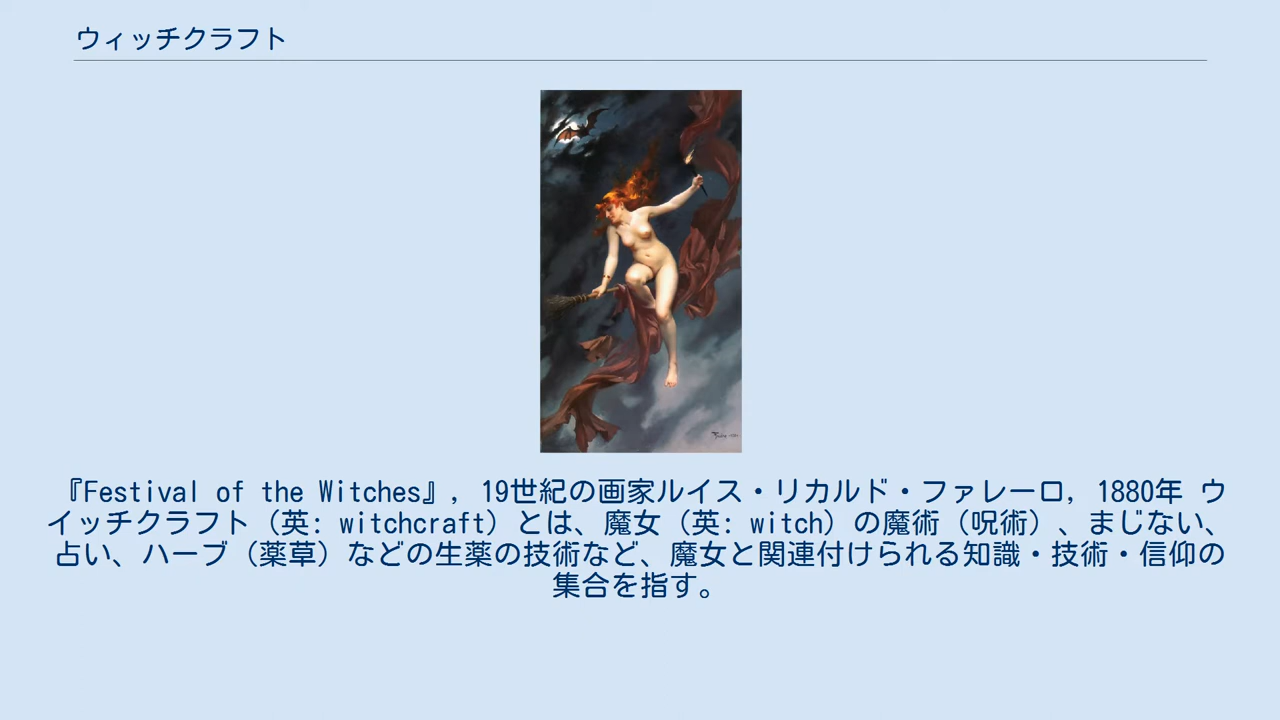 ウィッチクラフト
『Festival of the Witches』, 19世紀の画家ルイス・リカルド・ファレーロ, 1880年 ウ
イッチクラフト（英: witchcraft）とは、魔女（英: witch）の魔術（呪術）、まじない、
占い、ハーブ（薬草）などの生薬の技術など、魔女と関連付けられる知識・技術・信仰の
集合を指す。